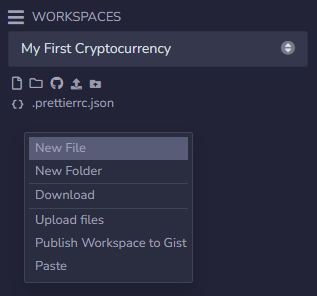 WORKSPACES
My First Cryptocurrency
{} .prettierrc.json
New File
New Folder
Download
Upload files
Publish Workspace to Gist
Paste